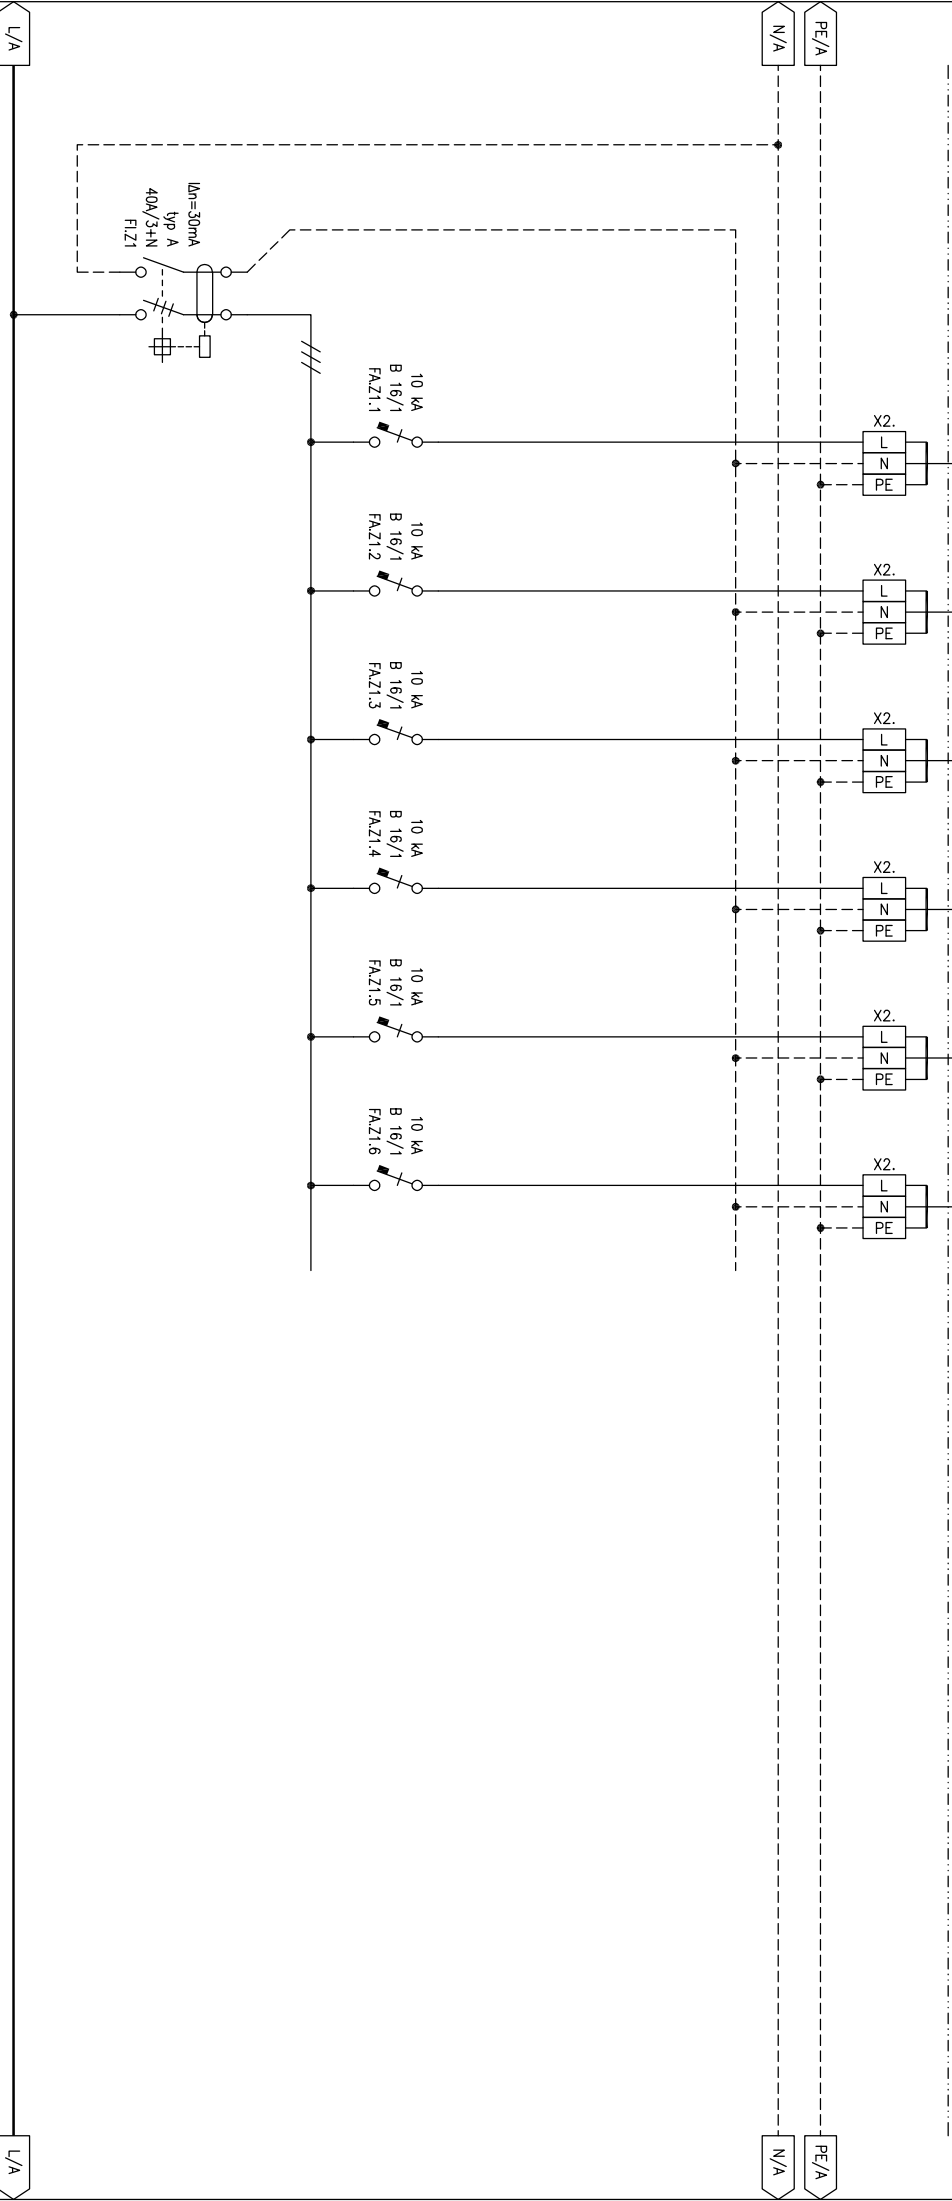 L/A
N/A
PE/A
I∆n=30mA
typ A
40A/3+N
FI.Z1
10 kA
B 16/1
FA.Z1.1
X2.
L
N
PE
10 kA
B 16/1
FA.Z1.2
X2.
L
N
PE
10 kA
B 16/1
FA.Z1.3
X2.
L
N
PE
10 kA
B 16/1
FA.Z1.4
X2.
L
N
PE
10 kA
B 16/1
FA.Z1.5
X2.
L
N
PE
10 kA
B 16/1
FA.Z1.6
X2.
L
N
PE
L/A
N/A
PE/A